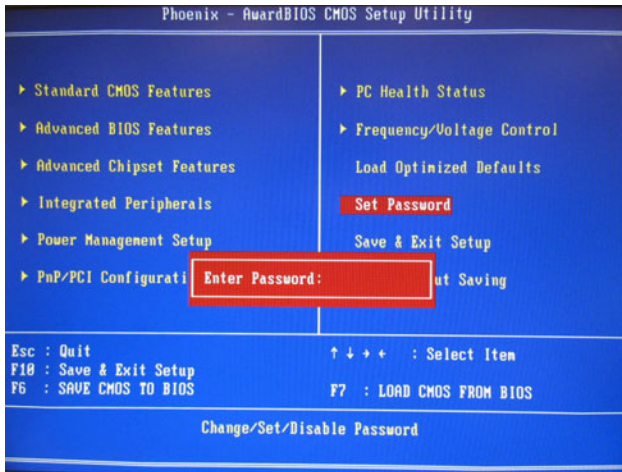 Phoenix - AwardBIOS CMOS Setup Utility
Standard CMOS Features
Advanced BIOS Features
Advanced Chipset Features
Integrated Peripherals
Power Management Setup
PnP/PCI Configurati
PC Health Status
Frequency/Voltage Control
Load Optimized Defaults
Set Password
Save & Exit Setup
ut Saving
Enter Password:
Esc : Quit
F10 : Save & Exit Setup
F6 : SAVE CMOS TO BIOS
↑ ↓ → ← : Select Item
F7 : LOAD CMOS FROM BIOS
Change/Set/Disable Password